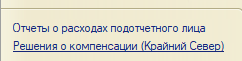 Отчеты о расходах подотчетного лица
Решения о компенсации (Крайний Север)